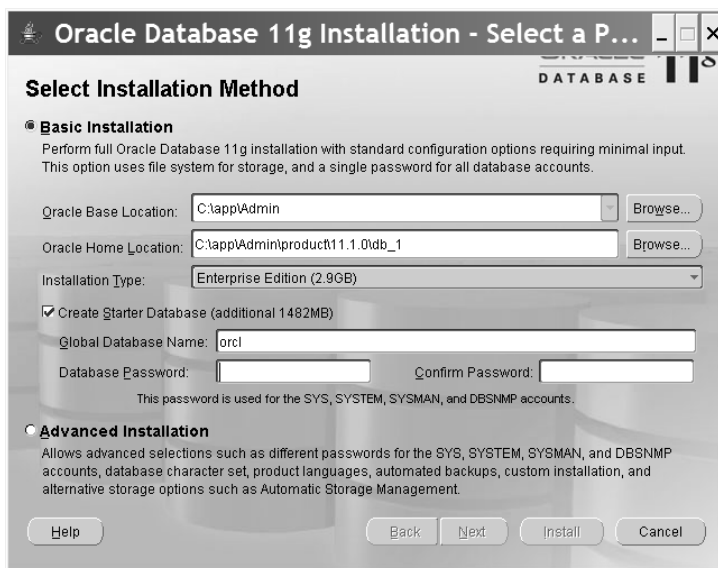 Oracle Database 11g Installation - Select a P...
DATABASE
Select Installation Method
Basic Installation
Perform full Oracle Database 11g installation with standard configuration options requiring minimal input.
This option uses file system for storage, and a single password for all database accounts.
Oracle Base Location: C:\app\Admin Browse...
Oracle Home Location: C:\app\Admin\product\11.1.0\db_1 Browse...
Installation Type: Enterprise Edition (2.9GB)
Create Starter Database (additional 1482MB)
Global Database Name: orcl
Database Password: Confirm Password:
This password is used for the SYS, SYSTEM, SYSMAN, and DBSNMP accounts.
Advanced Installation
Allows advanced selections such as different passwords for the SYS, SYSTEM, SYSMAN, and DBSNMP
accounts, database character set, product languages, automated backups, custom installation, and
alternative storage options such as Automatic Storage Management.
Help Back Next Install Cancel